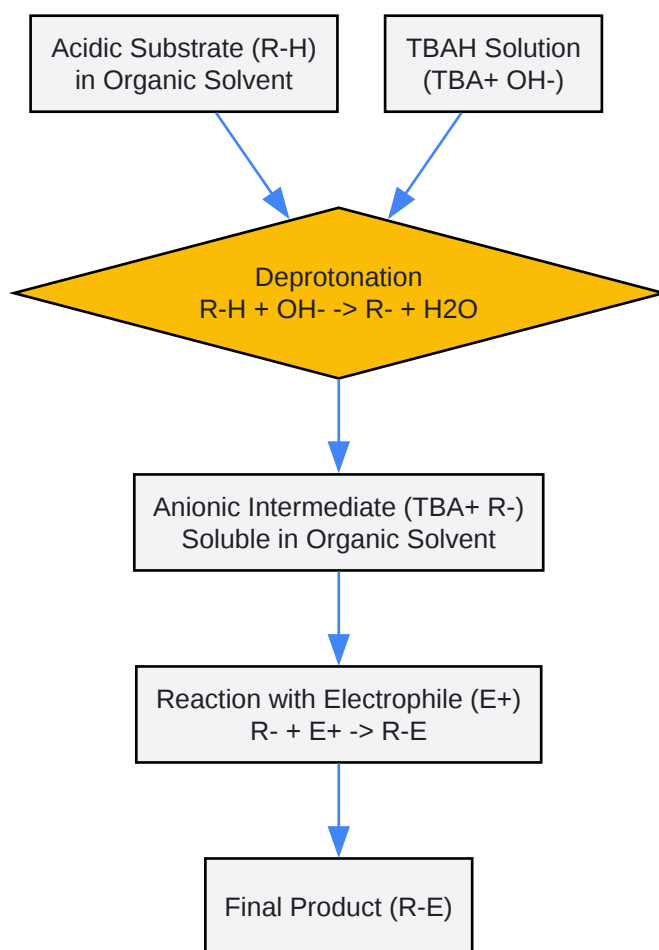 Acidic Substrate (R-H)
in Organic Solvent
TBAH Solution
(TBA+ OH-)
Deprotonation
R-H + OH- -> R- + H2O
Anionic Intermediate (TBA+ R-)
Soluble in Organic Solvent
Reaction with Electrophile (E+)
R- + E+ -> R-E
Final Product (R-E)